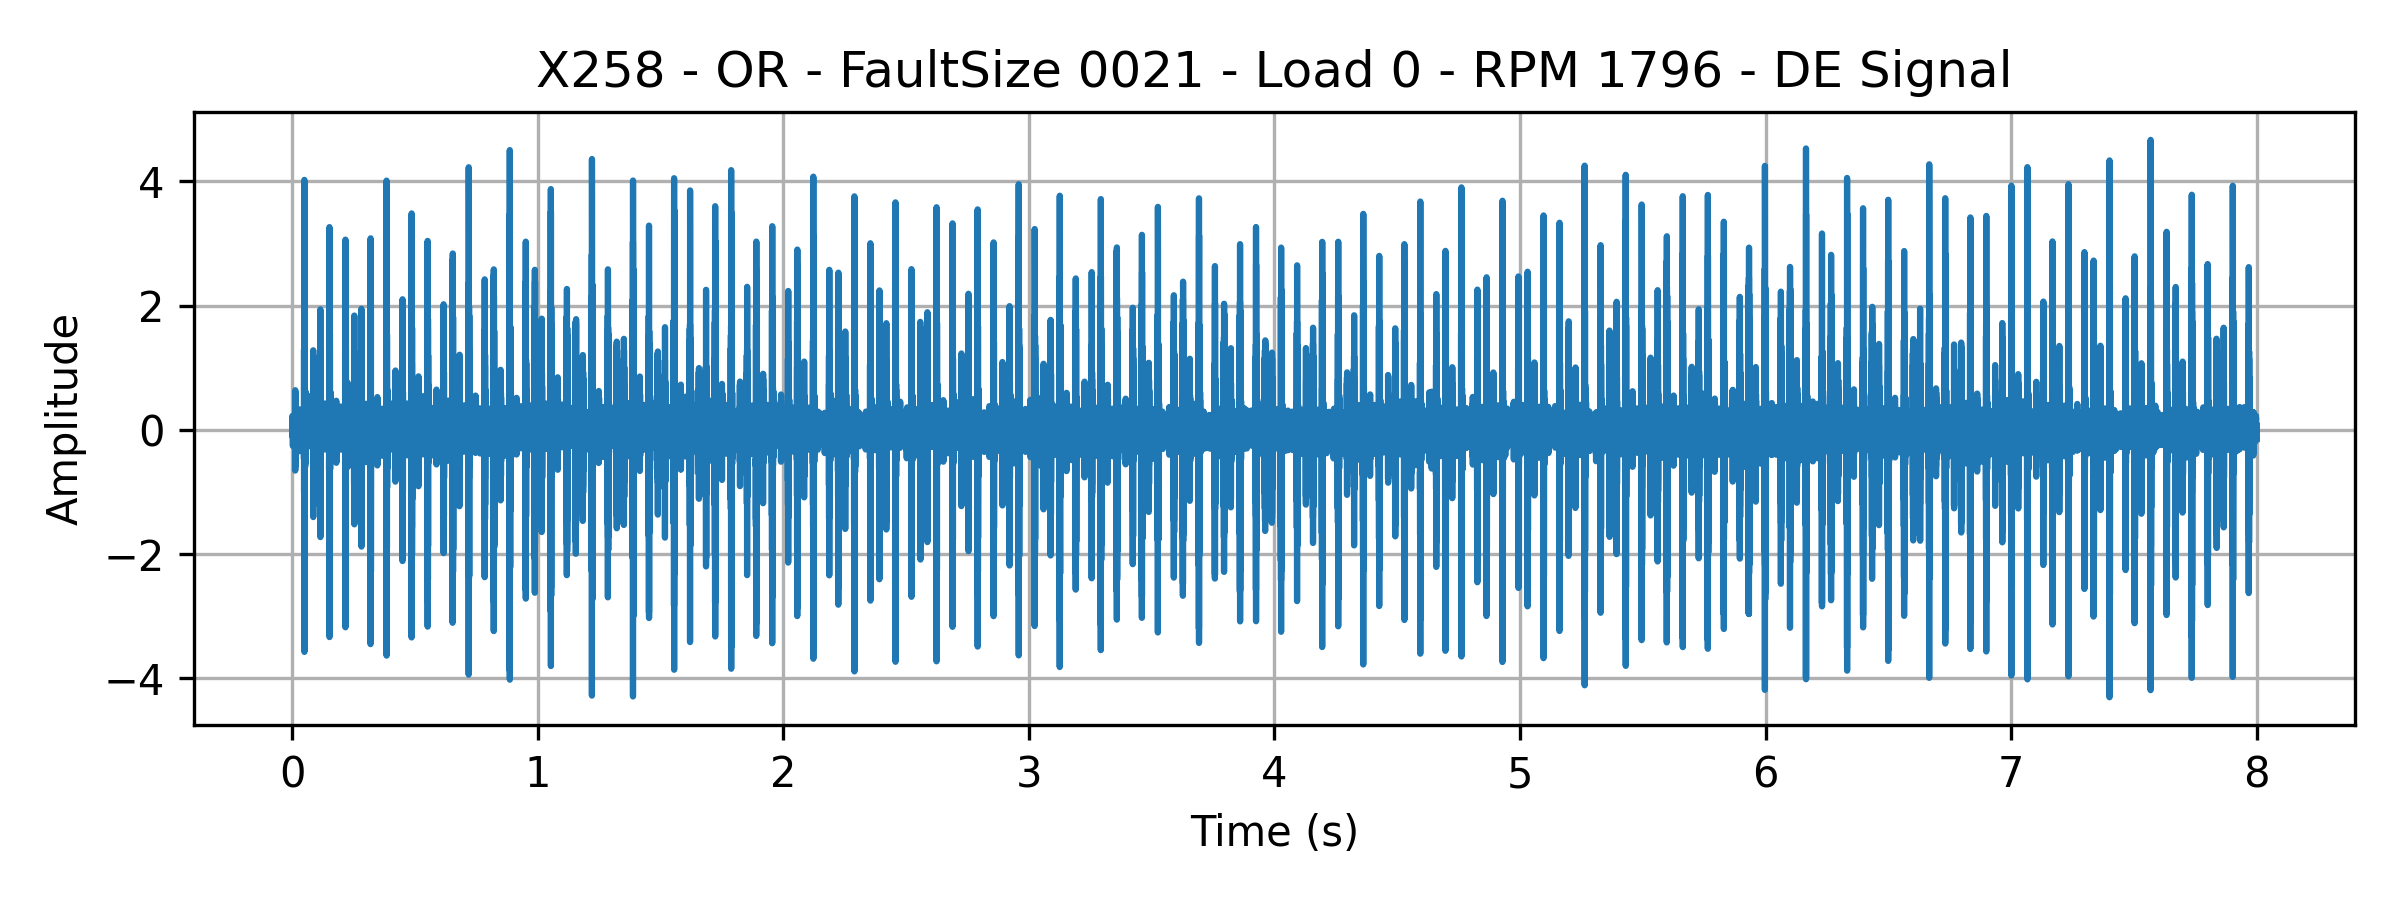 X258 - OR - FaultSize 0021 - Load 0 - RPM 1796 - DE Signal
Amplitude
4
2
0
−2
−4
0 1 2 3 4 5 6 7 8
Time (s)